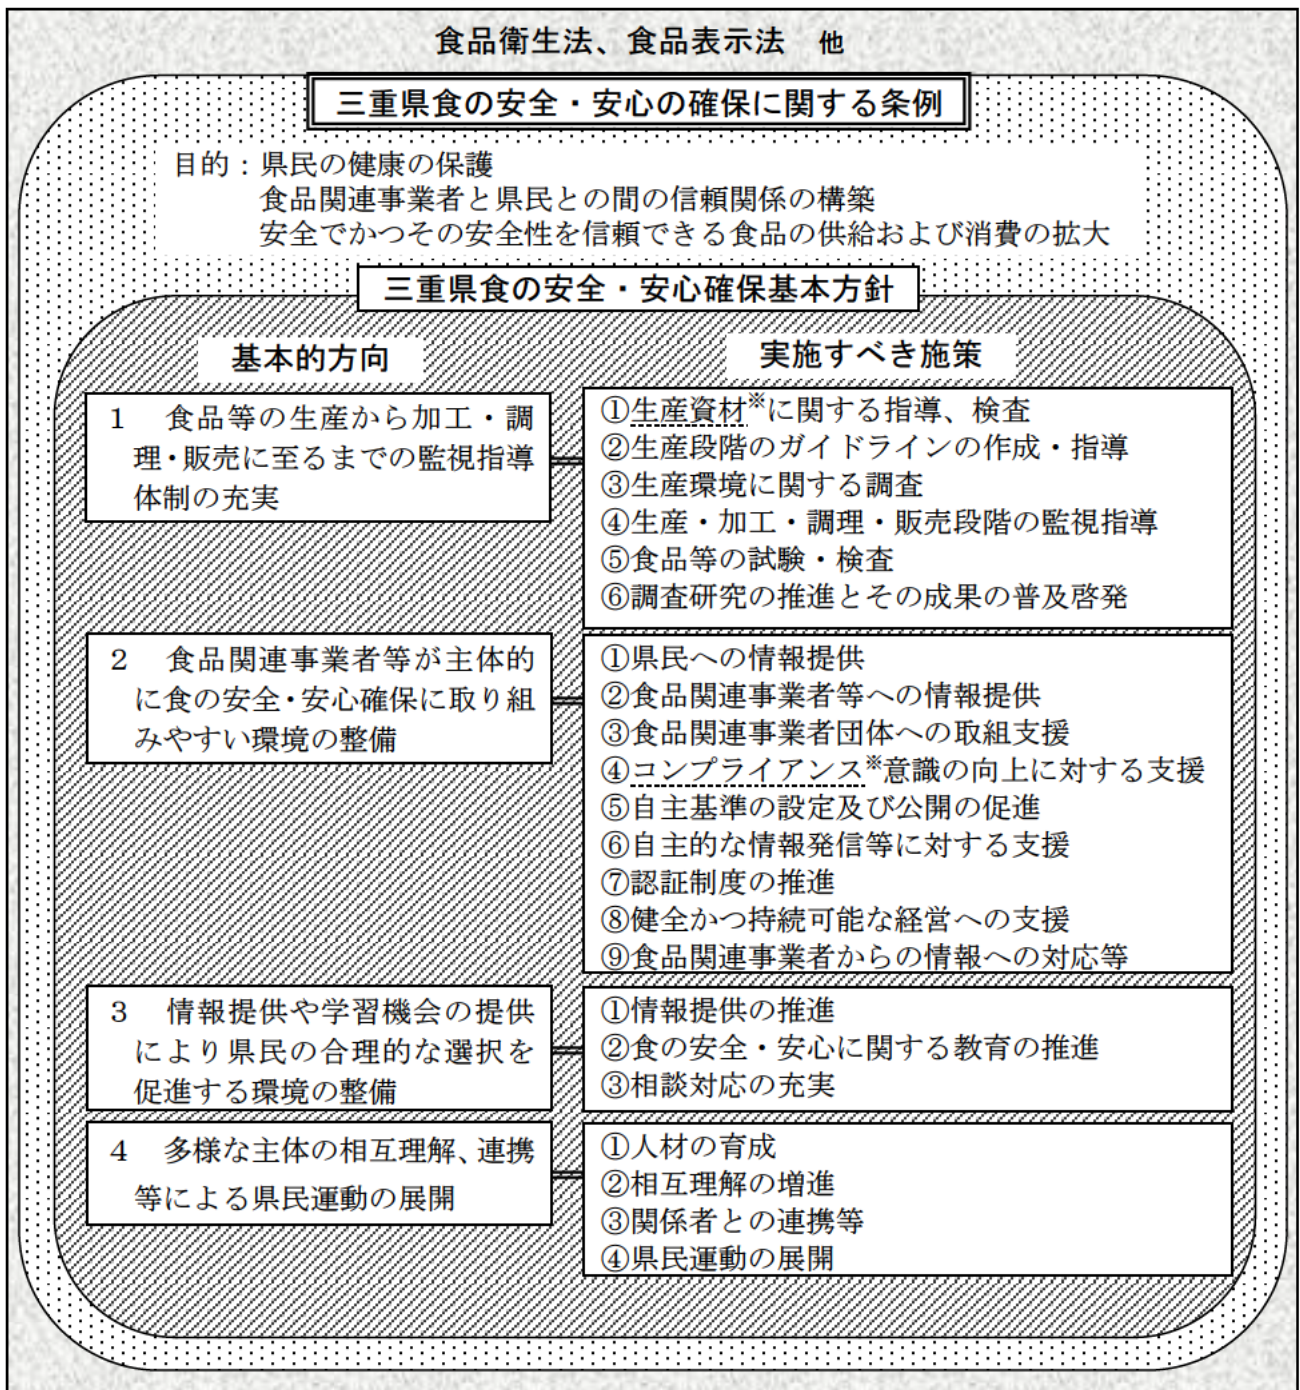 食品衛生法、食品表示法　他
三重県食の安全・安心の確保に関する条例
目的：県民の健康の保護
食品関連事業者と県民との間の信頼関係の構築
安全でかつその安全性を信頼できる食品の供給および消費の拡大
三重県食の安全・安心確保基本方針
基本的方向
実施すべき施策
1　食品等の生産から加工・調
理・販売に至るまでの監視指導
体制の充実
①生産資材※に関する指導、検査
②生産段階のガイドラインの作成・指導
③生産環境に関する調査
④生産・加工・調理・販売段階の監視指導
⑤食品等の試験・検査
⑥調査研究の推進とその成果の普及啓発
2　食品関連事業者等が主体的
に食の安全・安心確保に取り組
みやすい環境の整備
①県民への情報提供
②食品関連事業者等への情報提供
③食品関連事業者団体への取組支援
④コンプライアンス※意識の向上に対する支援
⑤自主基準の設定及び公開の促進
⑥自主的な情報発信等に対する支援
⑦認証制度の推進
⑧健全かつ持続可能な経営への支援
⑨食品関連事業者からの情報への対応等
3　情報提供や学習機会の提供
により県民の合理的な選択を
促進する環境の整備
①情報提供の推進
②食の安全・安心に関する教育の推進
③相談対応の充実
4　多様な主体の相互理解、連携
等による県民運動の展開
①人材の育成
②相互理解の増進
③関係者との連携等
④県民運動の展開